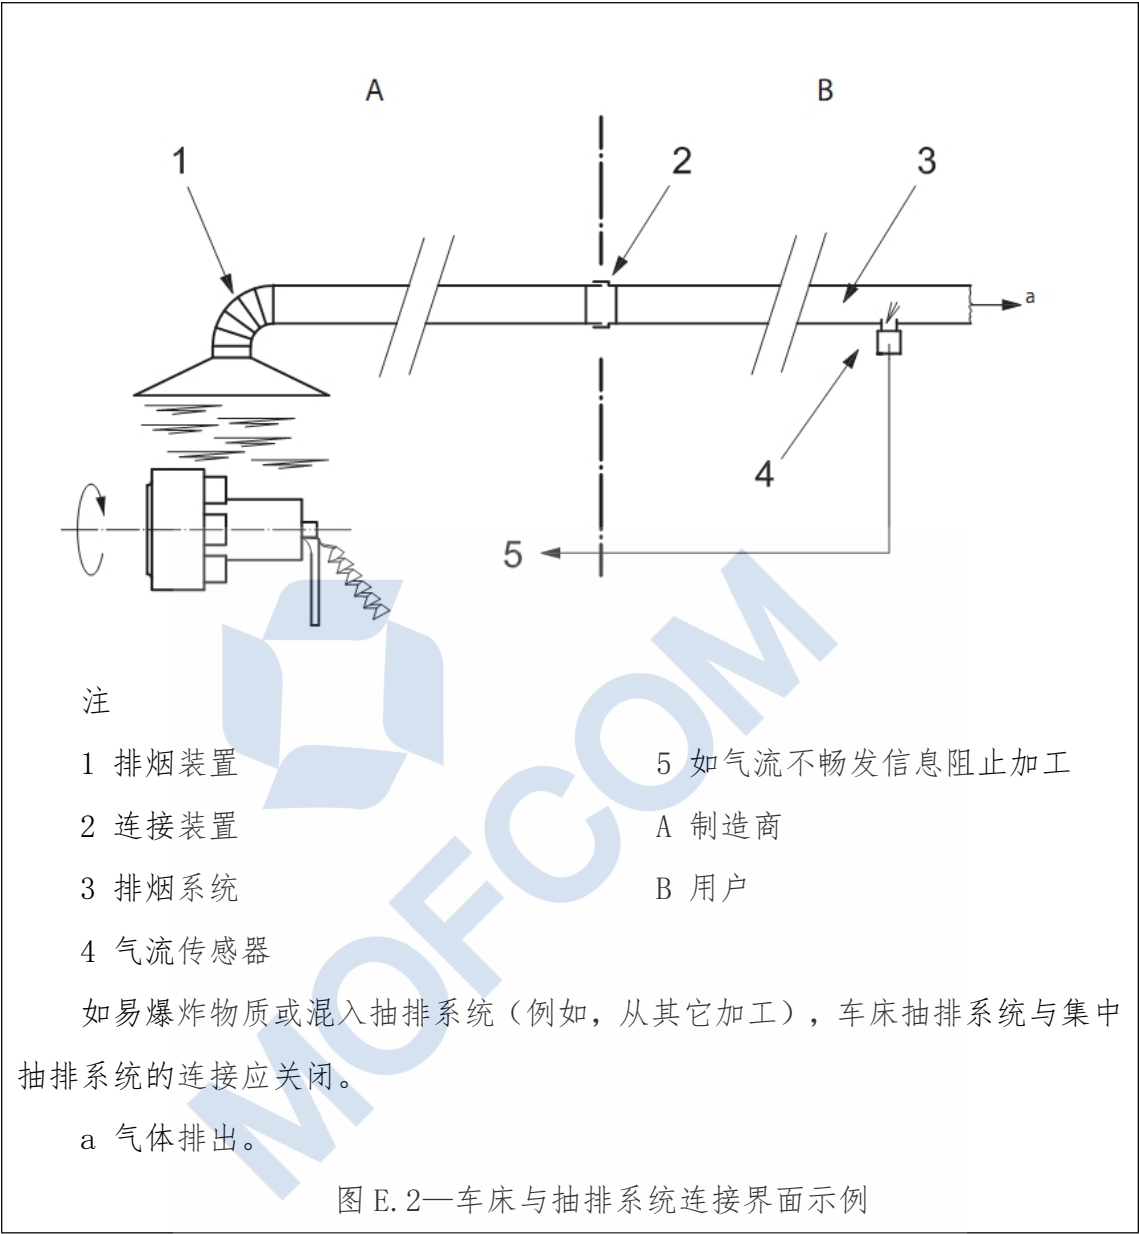 A B
1 2 3
a
4
5
注
1 排烟装置 5 如气流不畅发信息阻止加工
2 连接装置 A 制造商
3 排烟系统 B 用户
4 气流传感器
如易爆炸物质或混入抽排系统（例如，从其它加工），车床抽排系统与集中
抽排系统的连接应关闭。
a 气体排出。
图 E.2—车床与抽排系统连接界面示例
MOFCOM